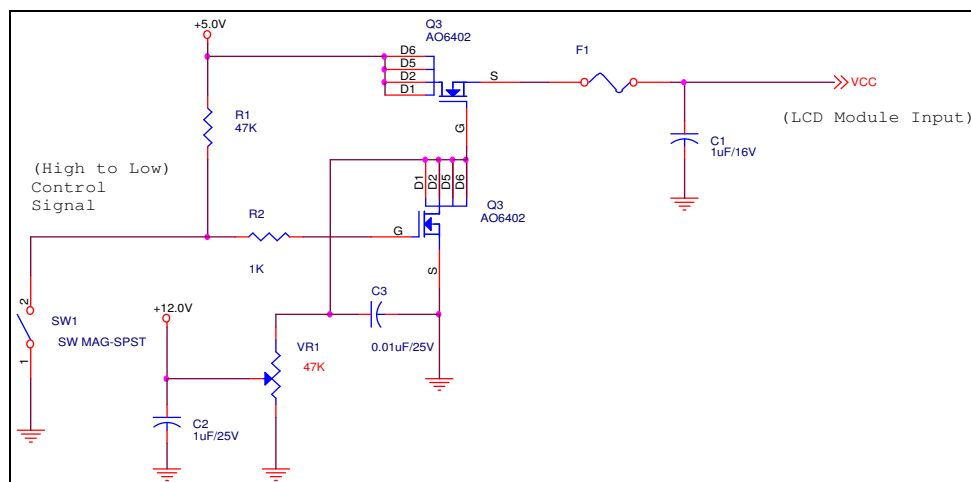 Q3
AO6402
+5.0V
D6
D5
D2
D1
S
G
F1
VCC
(LCD Module Input)
C1
1uF/16V
R1
47K
(High to Low)
Control
Signal
D1
D2
D5
D6
Q3
AO6402
R2
1K
G
S
2
SW1
SW MAG-SPST
1
+12.0V
C3
0.01uF/25V
VR1
47K
C2
1uF/25V